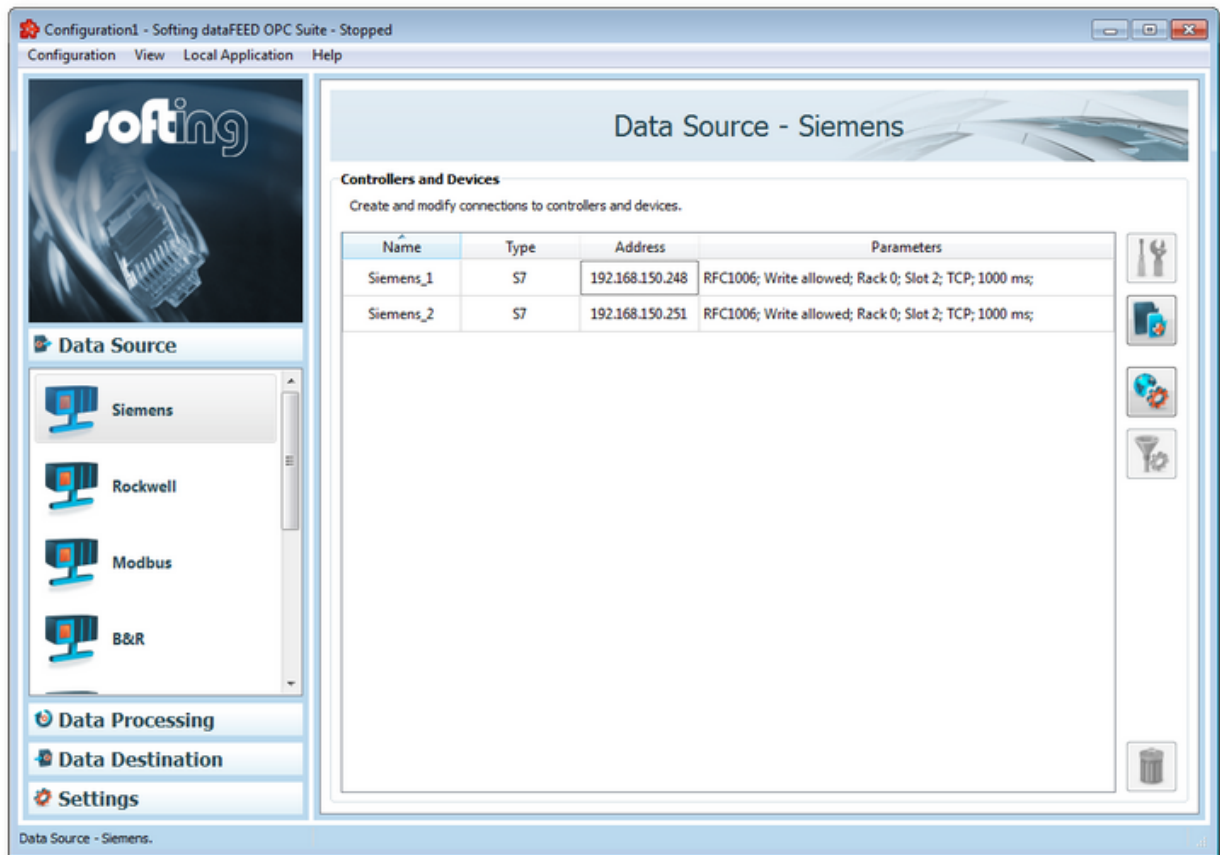 Configuration1 - Softing dataFEED OPC Suite - Stopped
Configuration View Local Application Help
softing
Data Source - Siemens
Controllers and Devices
Create and modify connections to controllers and devices.
Name Type Address Parameters
Siemens_1 S7 192.168.150.248 RFC1006; Write allowed; Rack 0; Slot 2; TCP; 1000 ms;
Siemens_2 S7 192.168.150.251 RFC1006; Write allowed; Rack 0; Slot 2; TCP; 1000 ms;
Data Source
Siemens
Rockwell
Modbus
B&R
Data Processing
Data Destination
Settings
Data Source - Siemens.